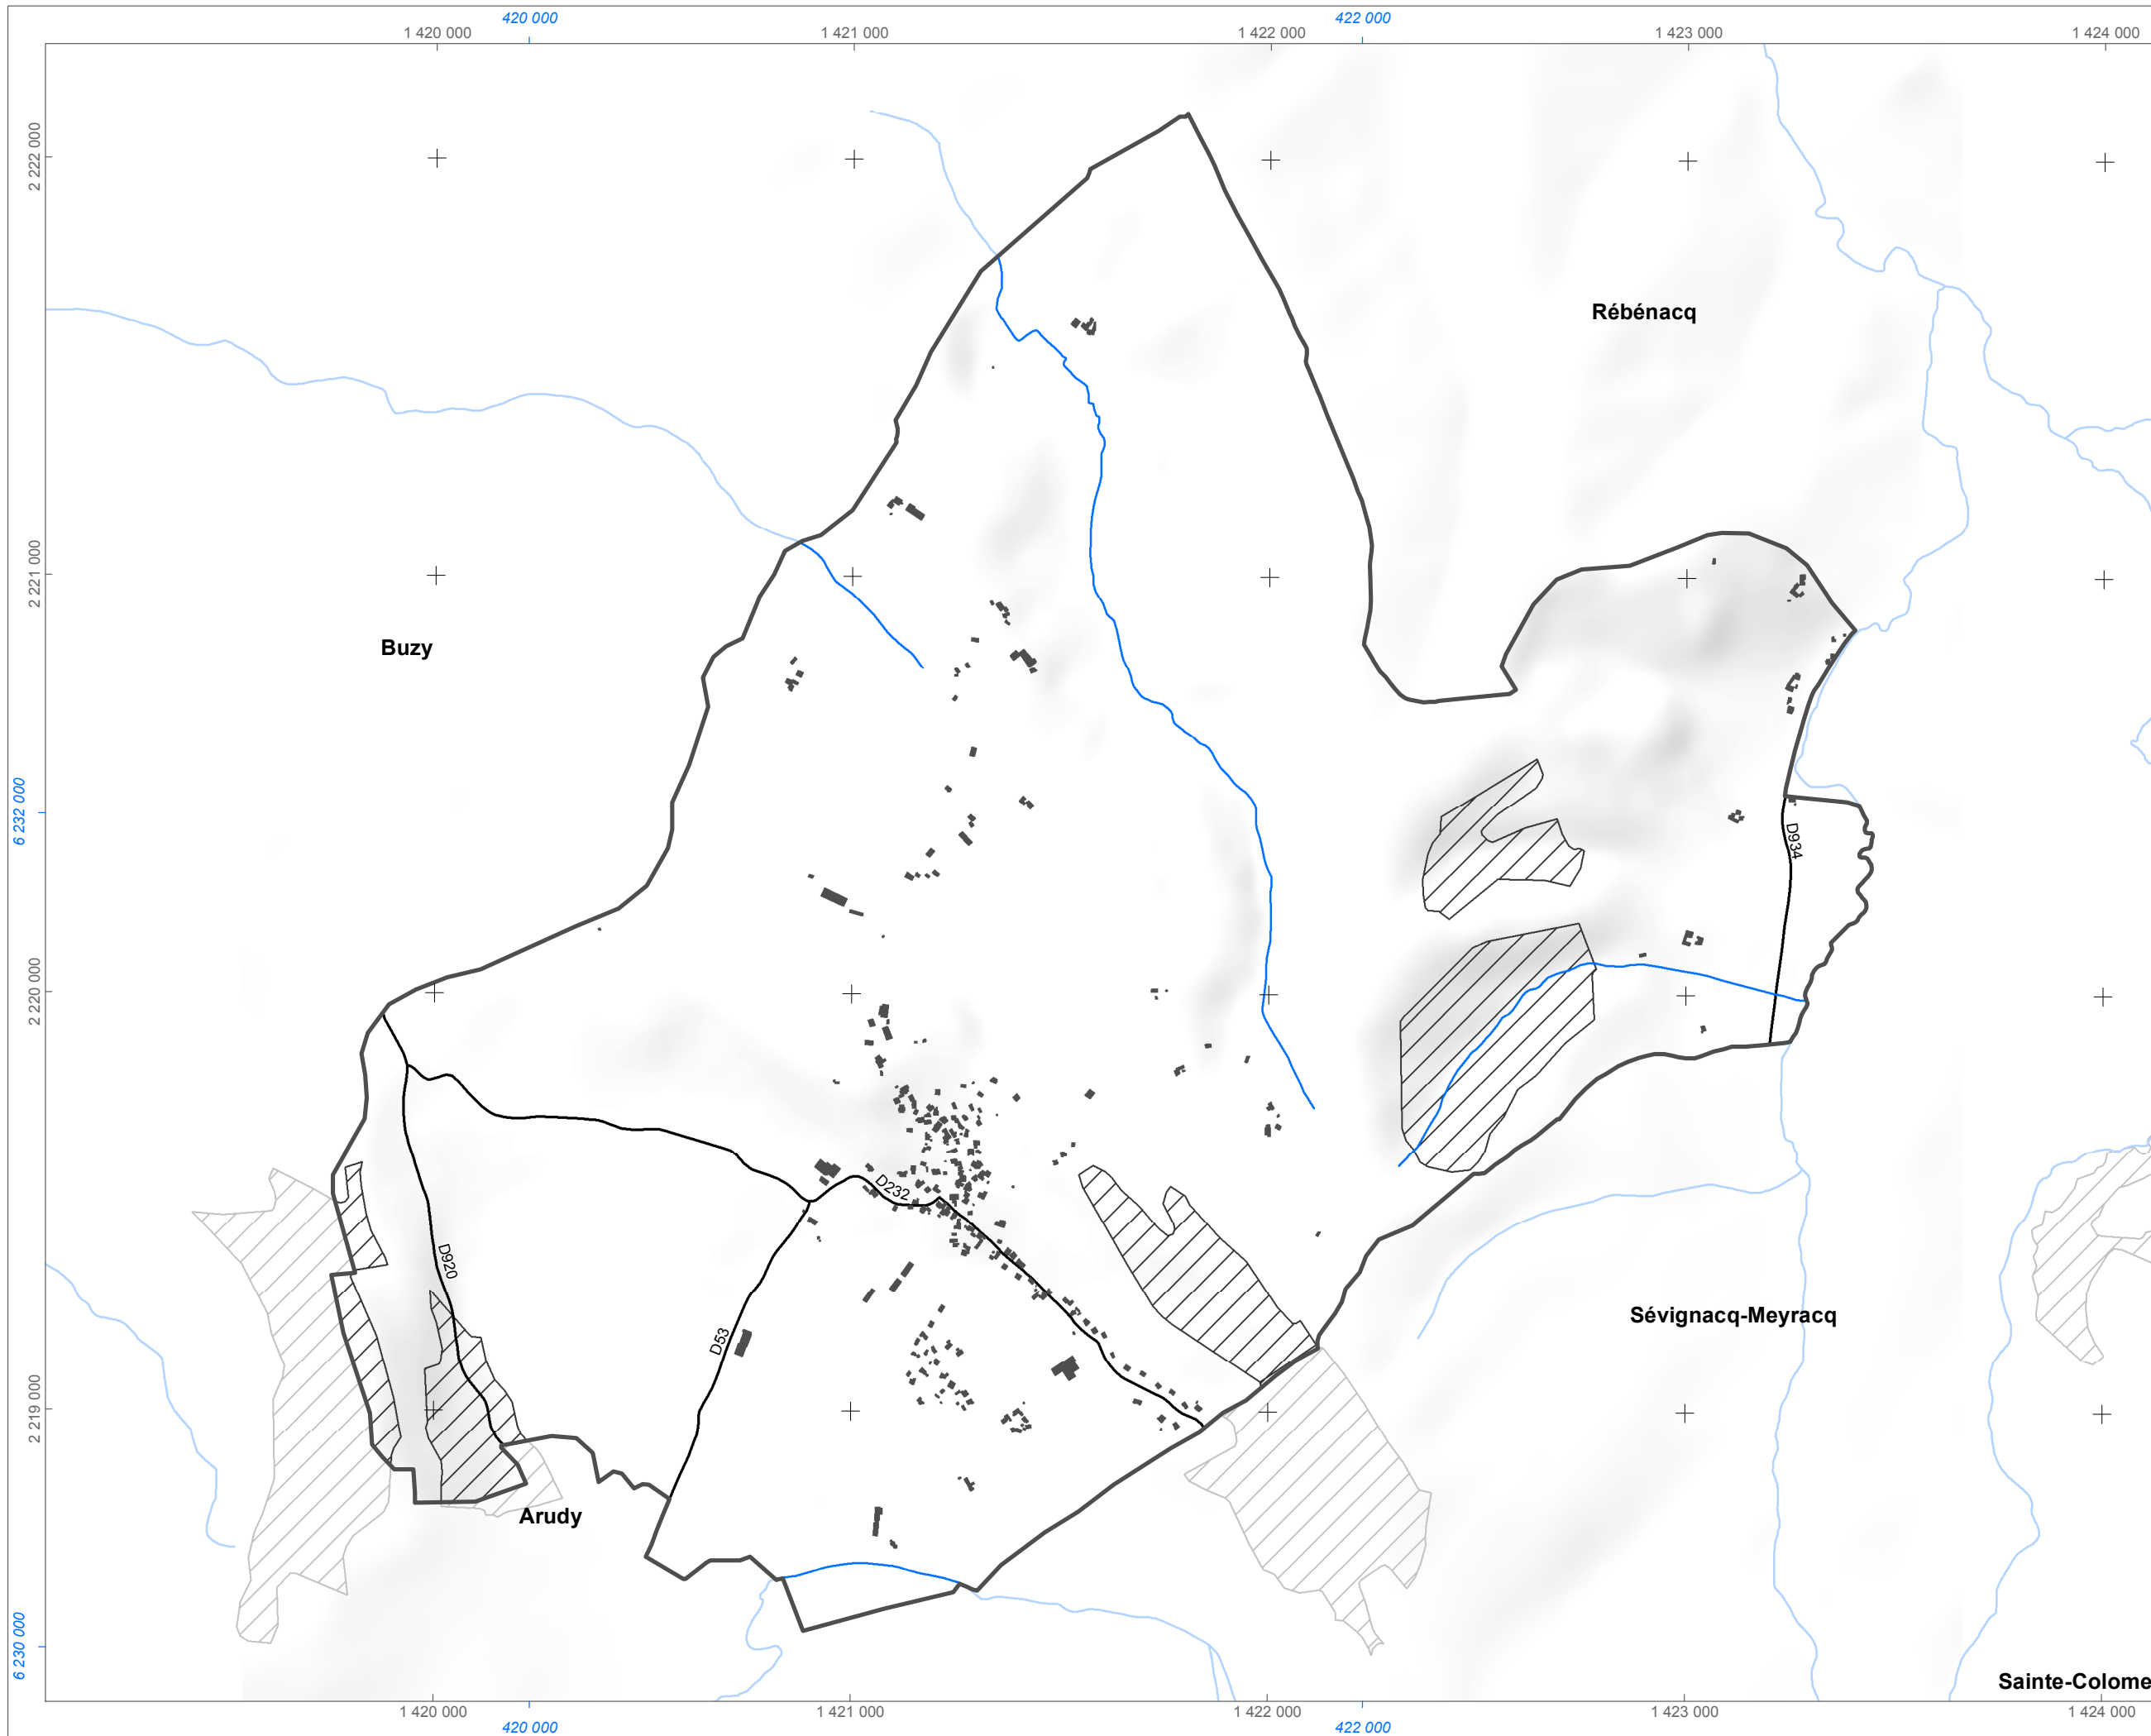 420 000
422 000
1 420 000
1 421 000
1 422 000
1 423 000
1 424 000
2 222 000
Rébénacq
2 221 000
Buzy
6 232 000
D934
2 220 000
D232
D920
Sévignacq-Meyracq
D53
2 219 000
Arudy
6 230 000
Sainte-Colome
1 420 000
1 421 000
1 422 000
1 423 000
1 424 000
420 000
422 000